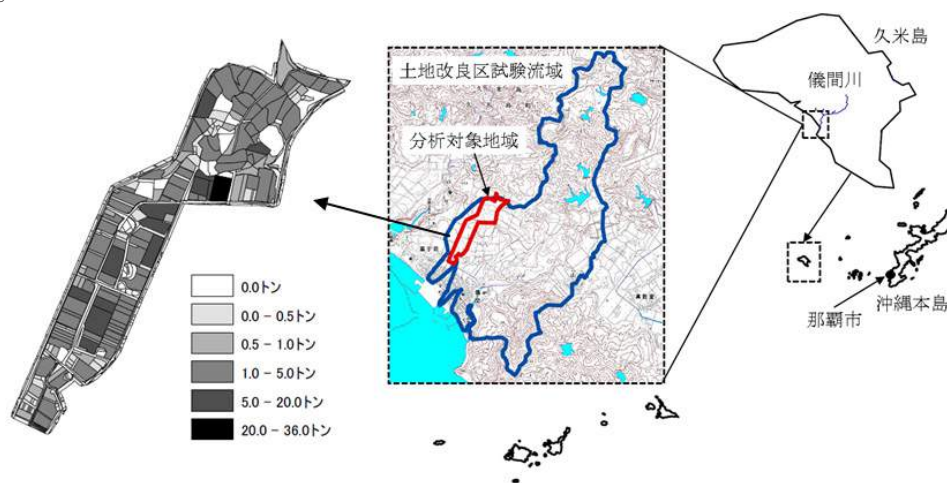 久米島
儀間川
土地改良区試験流域
分析対象地域
0.0トン
0.0 － 0.5トン
0.5 － 1.0トン
1.0 － 5.0トン
5.0 － 20.0トン
20.0 － 36.0トン
沖縄本島
那覇市